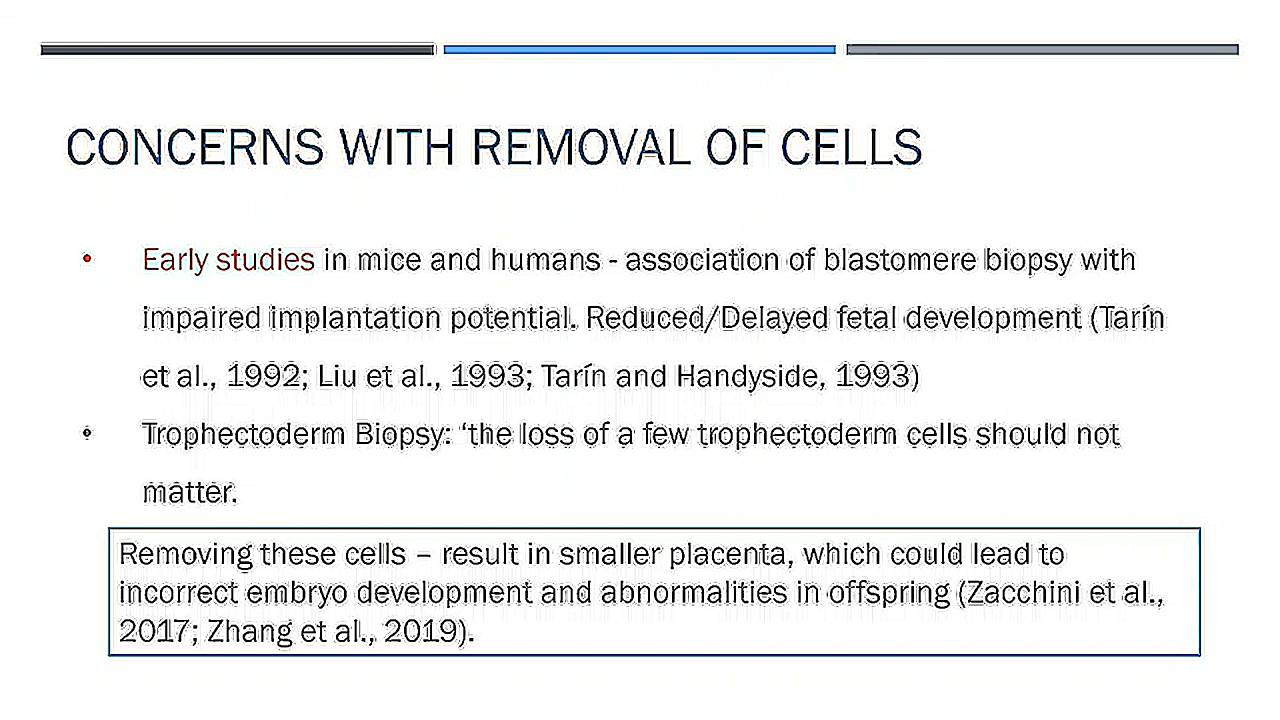 CONCERNS WITH REMOVAL OF CELLS
• Early studies in mice and humans - association of blastomere biopsy with
impaired implantation potential. Reduced/Delayed fetal development (Tarín
et al., 1992; Liu et al., 1993; Tarín and Handyside, 1993)
• Trophectoderm Biopsy: ‘the loss of a few trophectoderm cells should not
matter.
Removing these cells – result in smaller placenta, which could lead to
incorrect embryo development and abnormalities in offspring (Zacchini et al.,
2017; Zhang et al., 2019).